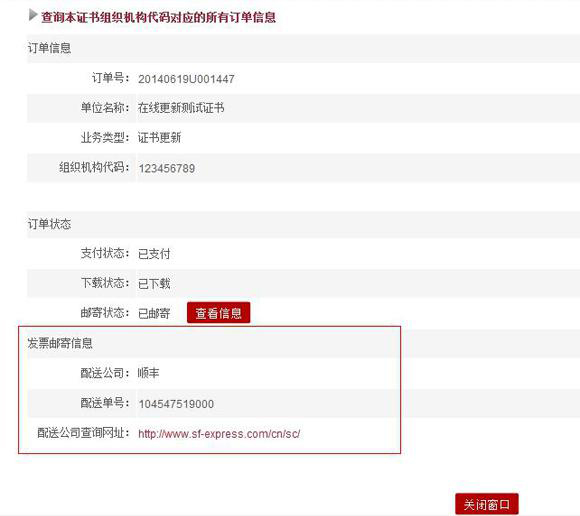 查询本证书组织机构代码对应的所有订单信息
订单信息
订单号： 20140619U001447
单位名称： 在线更新测试证书
业务类型： 证书更新
组织机构代码： 123456789
订单状态
支付状态： 已支付
下载状态： 已下载
邮寄状态： 已邮寄 查看信息
发票邮寄信息
配送公司： 顺丰
配送单号： 104547519000
配送公司查询网址： http://www.sf-express.com/cn/sc/
关闭窗口